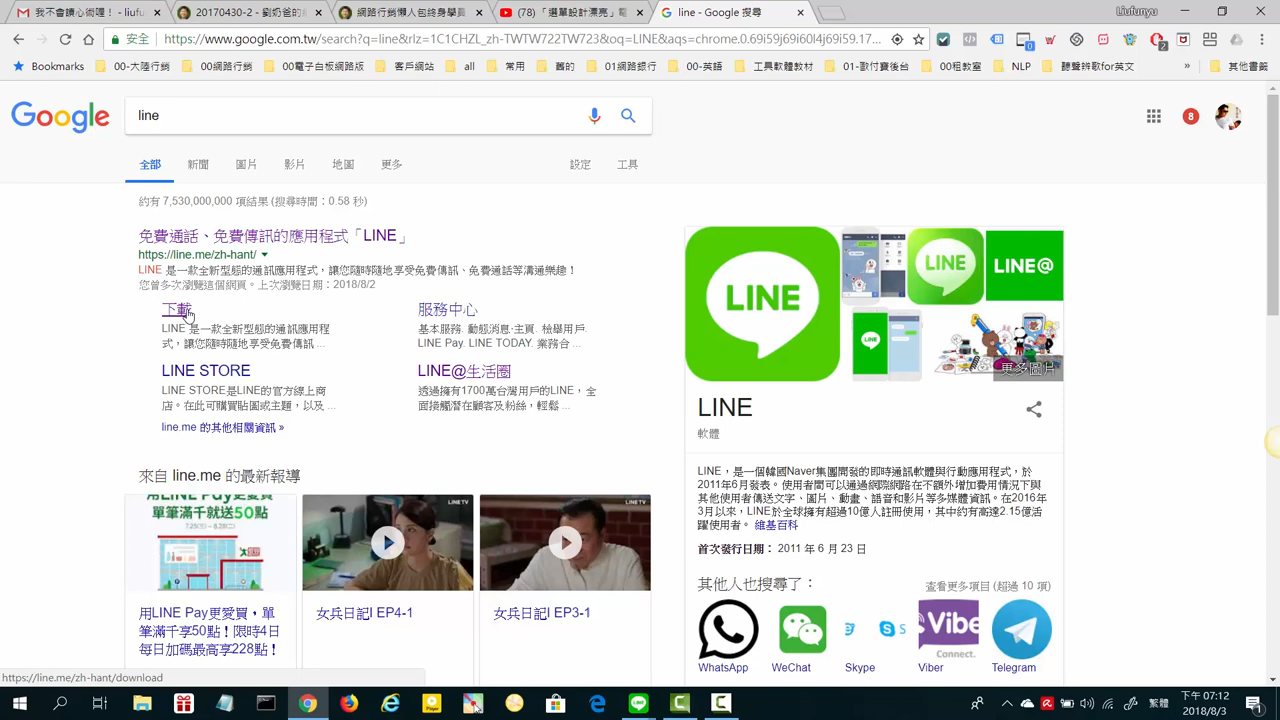 我不會讀心術喔! - liufu
20170430-2 - 劉奶爸的
網路行銷懶人包終身學員
(78) 「選單設計漂亮」電
line - Google 搜尋
Liufunyu
安全
https://www.google.com.tw/search?q=line&rlz=1C1CHZL_zh-TWTW722TW723&oq=LINE&aqs=chrome.0.69i59j69i60l4j69i59.17...
Bookmarks
00-大陸行銷
00網路行銷
00電子白板網路版
客戶網站
all
常用
舊的
01網路銀行
00-英語
工具軟體教材
01-歐付寶後台
00租教室
NLP
聽聲辨歌for英文
»
其他書籤
Google
line
8
全部
新聞
圖片
影片
地圖
更多
設定
工具
約有 7,530,000,000 項結果 (搜尋時間:0.58 秒)
免費通話、免費傳訊的應用程式「LINE」
https://line.me/zh-hant/
LINE 是一款全新型態的通訊應用程式,讓您隨時隨地享受免費傳訊、免費通話等溝通樂趣!
您曾多次瀏覽這個網頁。上次瀏覽日期:2018/8/2
下載
LINE 是一款全新型態的通訊應用程
式,讓您隨時隨地享受免費傳訊 ...
服務中心
基本服務. 動態消息·主頁. 檢舉用戶.
LINE Pay. LINE TODAY. 業務合 ...
LINE STORE
LINE STORE是LINE的官方線上商
店。在此可購買貼圖或主題,以及 ...
LINE@生活圈
透過擁有1700萬台灣用戶的LINE,全
面接觸潛在顧客及粉絲,輕鬆 ...
line.me 的其他相關資訊 »
來自 line.me 的最新報導
用LINE Pay更愛買,單
筆滿千享50點!限時4日
每日加碼最高享228點!
單筆滿千就送50點
LINE TV
女兵日記I EP4-1
LINE TV
女兵日記I EP3-1
LINE
LINE
LINE@
更多圖片
LINE
軟體
LINE,是一個韓國Naver集團開發的即時通訊軟體與行動應用程式,於
2011年6月發表。使用者間可以通過網際網路在不額外增加費用情況下與
其他使用者傳送文字、圖片、動畫、語音和影片等多媒體資訊。在2016年
3月以來,LINE於全球擁有超過10億人註冊使用,其中約有高達2.15億活
躍使用者。 維基百科
首次發行日期: 2011 年 6 月 23 日
其他人也搜尋了:
查看更多項目 (超過 10 項)
WhatsApp
WeChat
Skype
Viber
Telegram
https://line.me/zh-hant/download
繁體
下午 07:12
2018/8/3